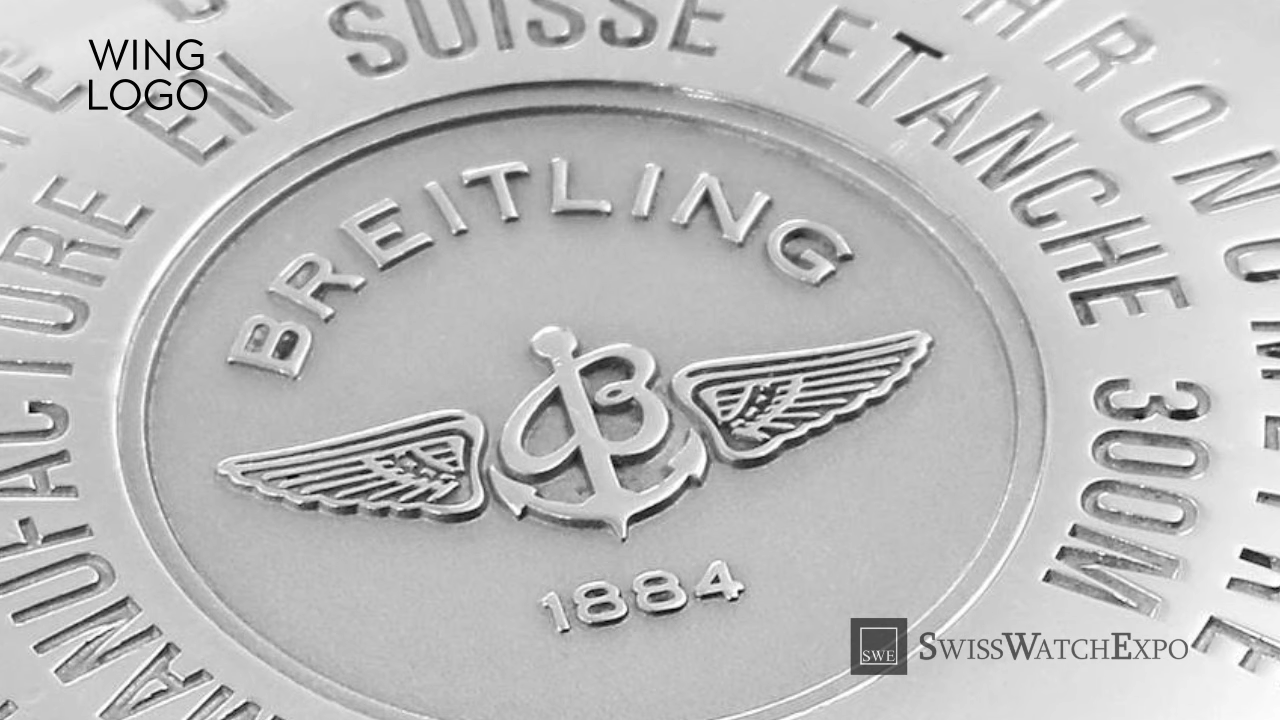 WING
LOGO
MANUFACTURE EN SUISSE ETANCHE 300M
BREITLING
1884
SWE
SWISSWATCHEXPO